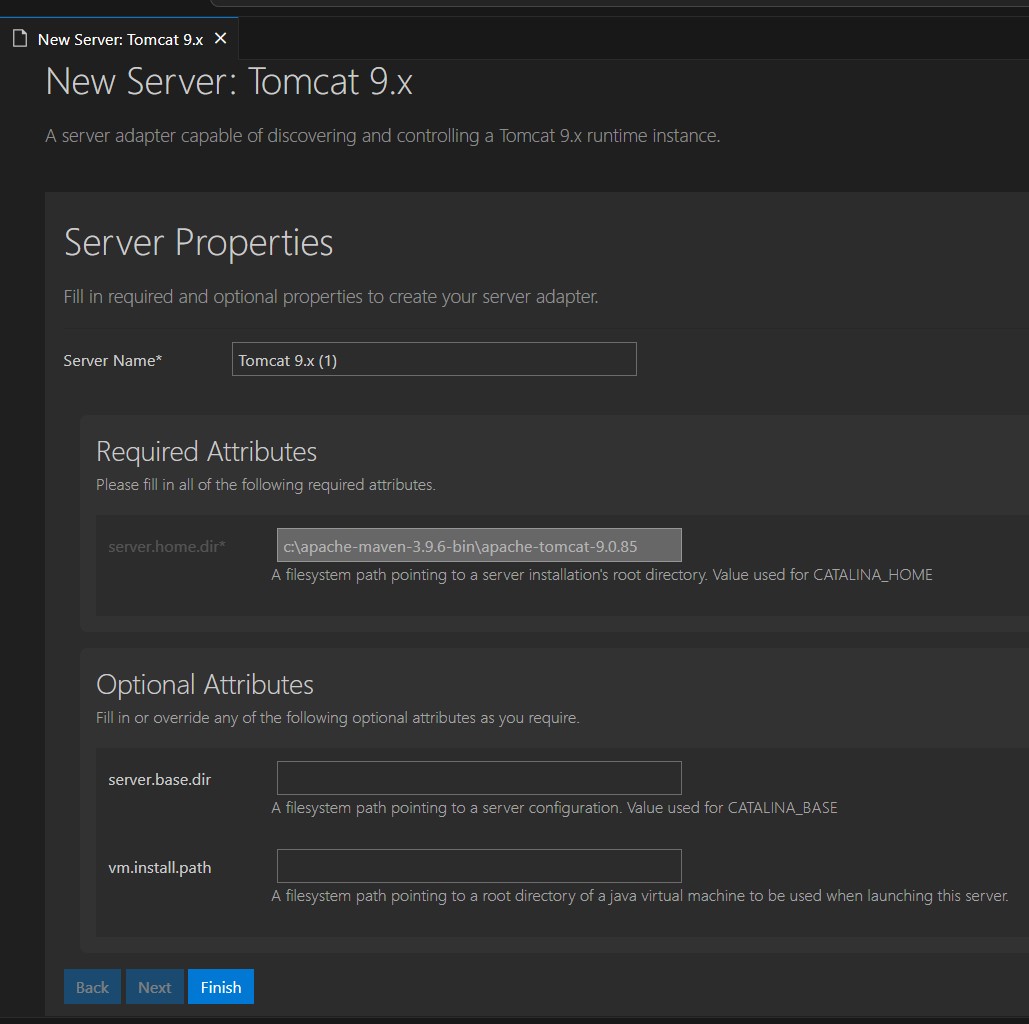 New Server: Tomcat 9.x
New Server: Tomcat 9.x
A server adapter capable of discovering and controlling a Tomcat 9.x runtime instance.
Server Properties
Fill in required and optional properties to create your server adapter.
Server Name* Tomcat 9.x (1)
Required Attributes
Please fill in all of the following required attributes.
server.home.dir* c:\apache-maven-3.9.6-bin\apache-tomcat-9.0.85
A filesystem path pointing to a server installation's root directory. Value used for CATALINA_HOME
Optional Attributes
Fill in or override any of the following optional attributes as you require.
server.base.dir
A filesystem path pointing to a server configuration. Value used for CATALINA_BASE
vm.install.path
A filesystem path pointing to a root directory of a java virtual machine to be used when launching this server.
Back Next Finish